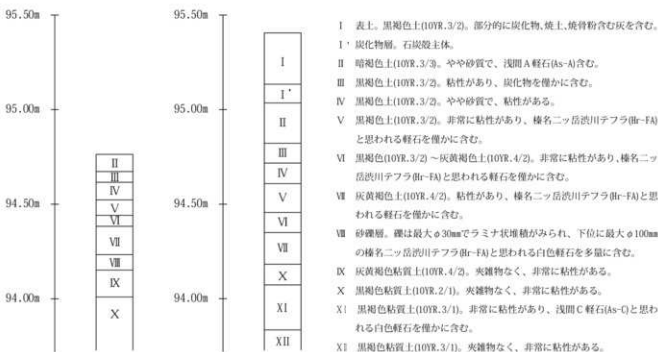 95.50m
95.00m
94.50m
94.00m
Ⅱ
Ⅲ
Ⅳ
Ⅴ
Ⅵ
Ⅶ
Ⅷ
Ⅸ
Ⅹ
95.50m
95.00m
94.50m
94.00m
Ⅰ
Ⅰ'
Ⅱ
Ⅲ
Ⅳ
Ⅴ
Ⅵ
Ⅶ
Ⅹ
ⅩⅠ
ⅩⅡ
Ⅰ 表土。黒褐色土(10YR.3/2)。部分的に炭化物、焼土、焼骨粉含む灰を含む。
Ⅰ' 炭化物層。石炭殻主体。
Ⅱ 暗褐色土(10YR.3/3)。やや砂質で、浅間A軽石(As-A)含む。
Ⅲ 黒褐色土(10YR.3/2)。粘性があり、炭化物を僅かに含む。
Ⅳ 黒褐色土(10YR.3/2)。やや砂質で、粘性がある。
Ⅴ 黒褐色土(10YR.3/2)。非常に粘性があり、榛名二ッ岳渋川テフラ(Hr-FA)
と思われる軽石を僅かに含む。
Ⅵ 黒褐色(10YR.3/2)～灰黄褐色土(10YR.4/2)。非常に粘性があり、榛名二ッ
岳渋川テフラ(Hr-FA)と思われる軽石を僅かに含む。
Ⅶ 灰黄褐色土(10YR.4/2)。粘性があり、榛名二ッ岳渋川テフラ(Hr-FA)と思
われる軽石を僅かに含む。
Ⅷ 砂礫層。礫は最大φ30mmでラミナ状堆積がみられ、下位に最大φ100mm
の榛名二ッ岳渋川テフラ(Hr-FA)と思われる白色軽石を多量に含む。
Ⅸ 灰黄褐色粘質土(10YR.4/2)。夾雑物なく、非常に粘性がある。
Ⅹ 黒褐色粘質土(10YR.2/1)。夾雑物なく、非常に粘性がある。
ⅩⅠ 黒褐色粘質土(10YR.3/1)。非常に粘性があり、浅間C軽石(As-C)と思わ
れる白色軽石を僅かに含む。
ⅩⅡ 黒褐色粘質土(10YR.3/1)。夾雑物なく、非常に粘性がある。